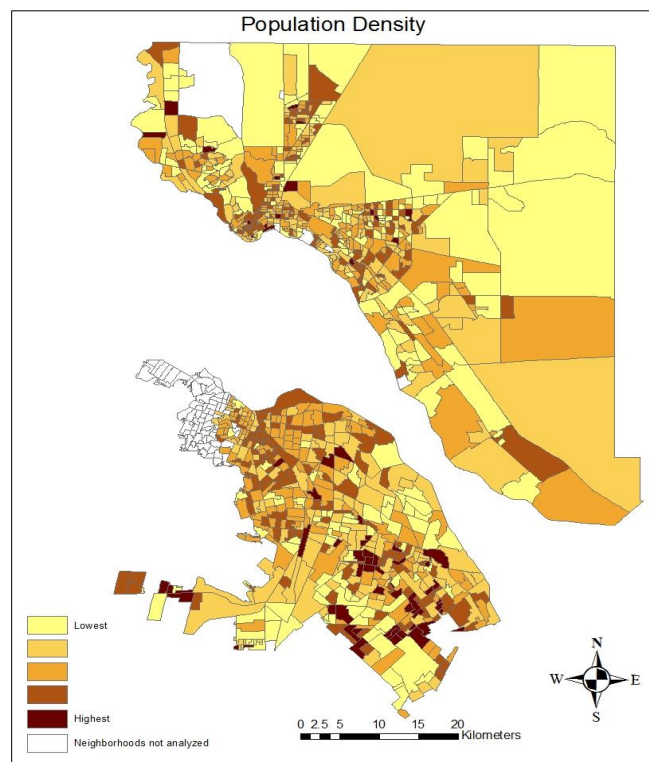 Population Density
Lowest
Highest
Neighborhoods not analyzed
N
W E
S
0 2.5 5 10 15 20
Kilometers